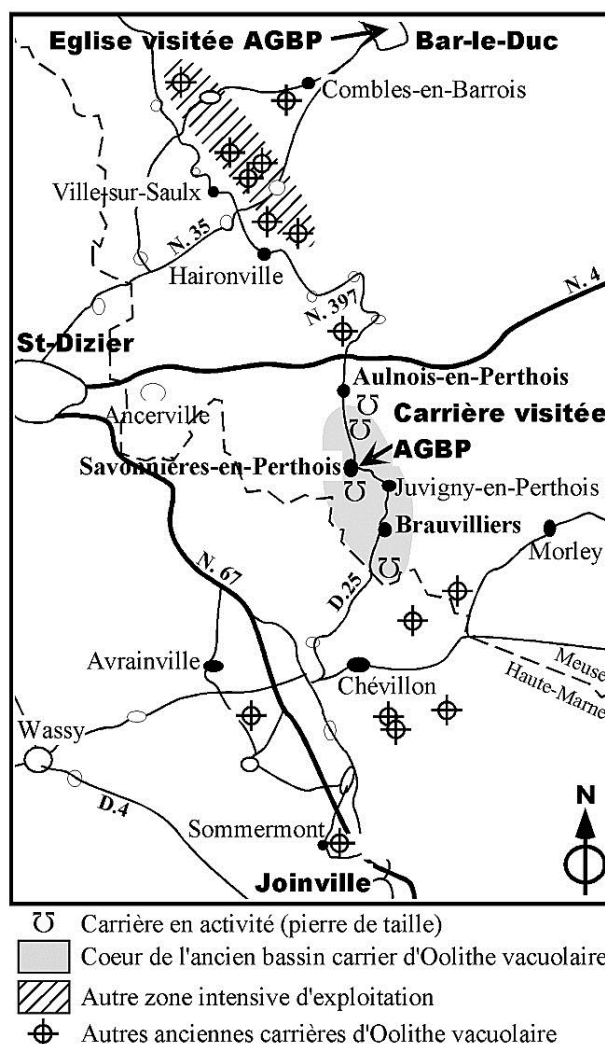 Eglise visitée AGBP
Bar-le-Duc
Combles-en-Barrois
Ville-sur-Saulx
N. 35
Haironville
N. 397
N. 4
St-Dizier
Aulnois-en-Perthois
Ancerville
Carrière visitée
AGBP
Savonnières-en-Perthois
Juvigny-en-Perthois
Brauvilliers
Morley
N. 67
D.25
Avrainville
Chévillon
Meuse
Haute-Marne
Wassy
D.4
Sommermont
N
Joinville
Carrière en activité (pierre de taille)
Coeur de l'ancien bassin carrier d'Oolithe vacuolaire
Autre zone intensive d'exploitation
Autres anciennes carrières d'Oolithe vacuolaire